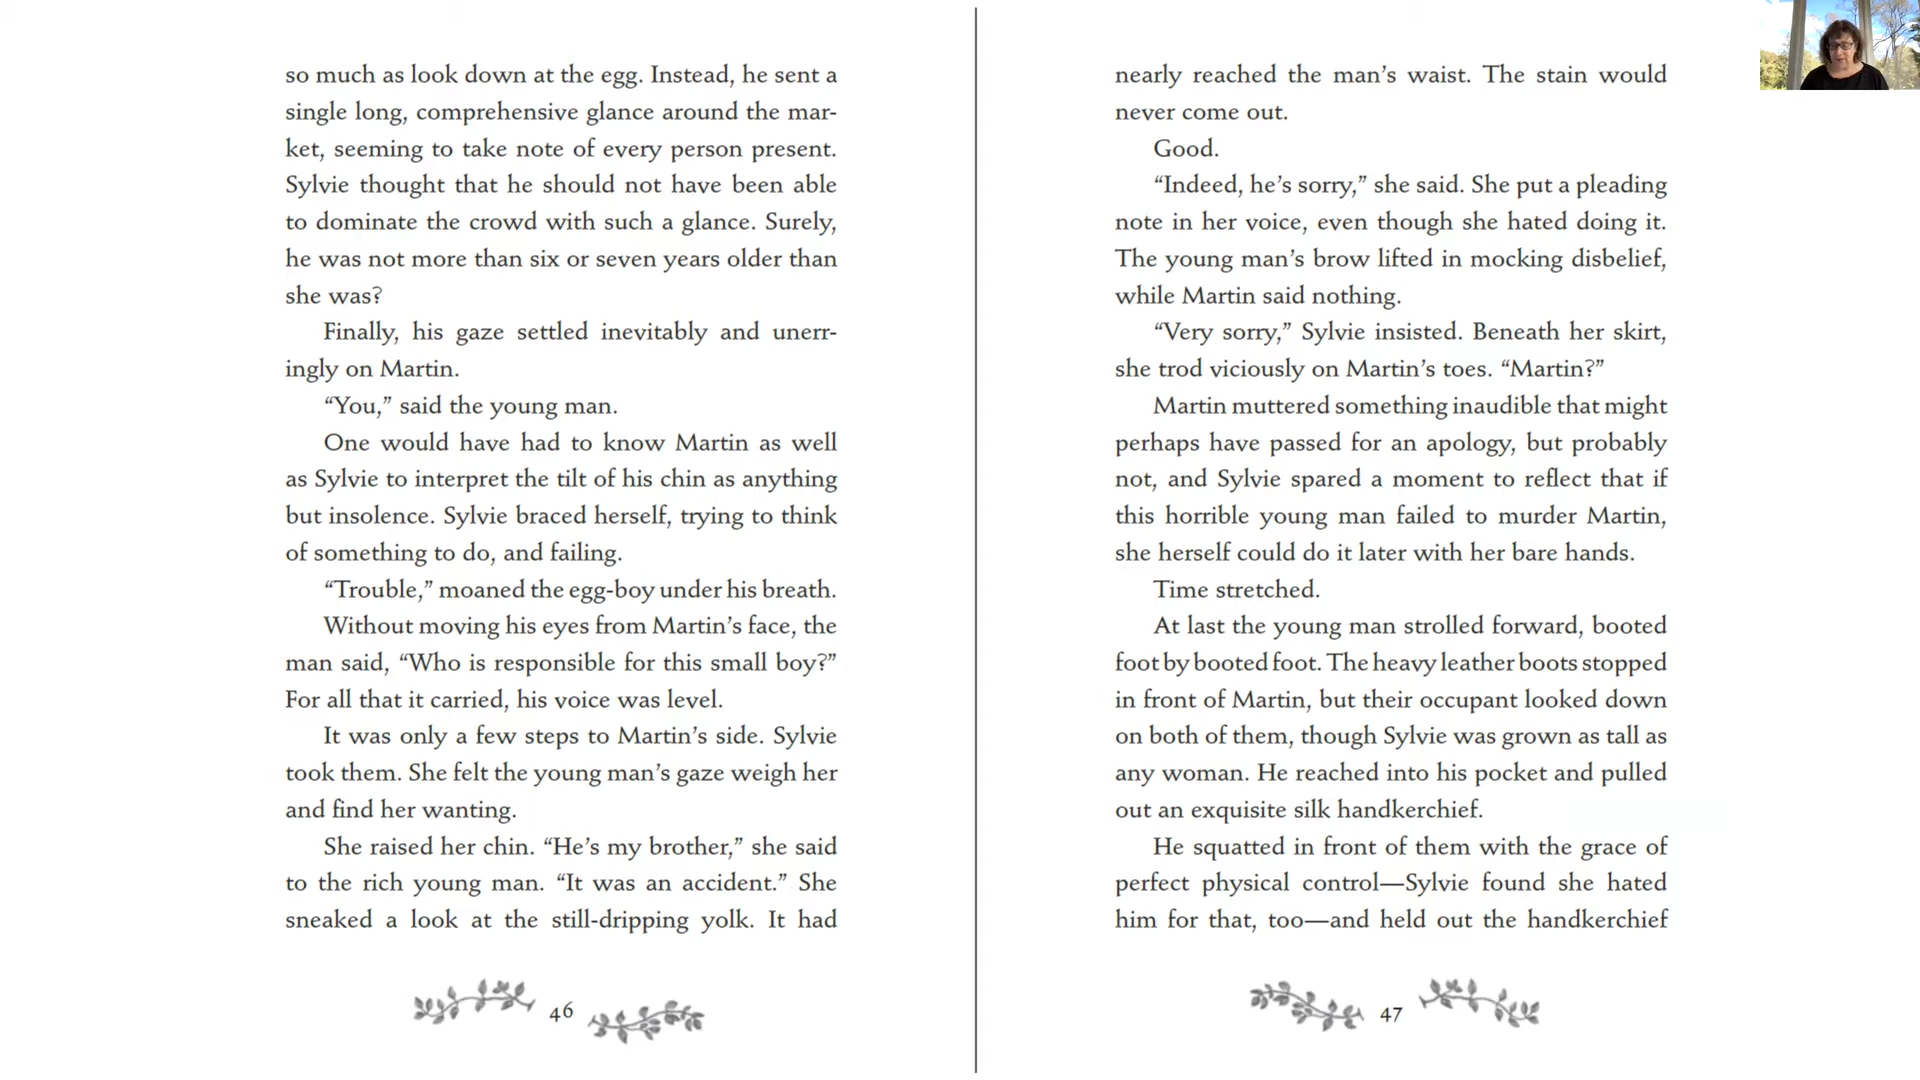 so much as look down at the egg. Instead, he sent a
single long, comprehensive glance around the mar-
ket, seeming to take note of every person present.
Sylvie thought that he should not have been able
to dominate the crowd with such a glance. Surely,
he was not more than six or seven years older than
she was?
Finally, his gaze settled inevitably and unerr-
ingly on Martin.
“You,” said the young man.
One would have had to know Martin as well
as Sylvie to interpret the tilt of his chin as anything
but insolence. Sylvie braced herself, trying to think
of something to do, and failing.
“Trouble,” moaned the egg-boy under his breath.
Without moving his eyes from Martin’s face, the
man said, “Who is responsible for this small boy?”
For all that it carried, his voice was level.
It was only a few steps to Martin’s side. Sylvie
took them. She felt the young man’s gaze weigh her
and find her wanting.
She raised her chin. “He’s my brother,” she said
to the rich young man. “It was an accident.” She
sneaked a look at the still-dripping yolk. It had
46
nearly reached the man’s waist. The stain would
never come out.
Good.
“Indeed, he’s sorry,” she said. She put a pleading
note in her voice, even though she hated doing it.
The young man’s brow lifted in mocking disbelief,
while Martin said nothing.
“Very sorry,” Sylvie insisted. Beneath her skirt,
she trod viciously on Martin’s toes. “Martin?”
Martin muttered something inaudible that might
perhaps have passed for an apology, but probably
not, and Sylvie spared a moment to reflect that if
this horrible young man failed to murder Martin,
she herself could do it later with her bare hands.
Time stretched.
At last the young man strolled forward, booted
foot by booted foot. The heavy leather boots stopped
in front of Martin, but their occupant looked down
on both of them, though Sylvie was grown as tall as
any woman. He reached into his pocket and pulled
out an exquisite silk handkerchief.
He squatted in front of them with the grace of
perfect physical control—Sylvie found she hated
him for that, too—and held out the handkerchief
47